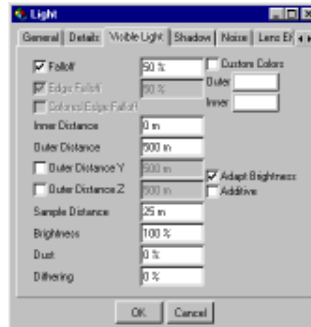 Light
General Details Visible Light Shadow Noise Lens Ef
Falloff 50 % Custom Colors
Edge Falloff 90 % Outer
Colored Edge Falloff Inner
Inner Distance 0 m
Outer Distance 500 m
Outer Distance Y 500 m Adapt Brightness
Outer Distance Z 500 m Additive
Sample Distance 25 m
Brightness 100 %
Dust 0 %
Dithering 0 %
OK Cancel